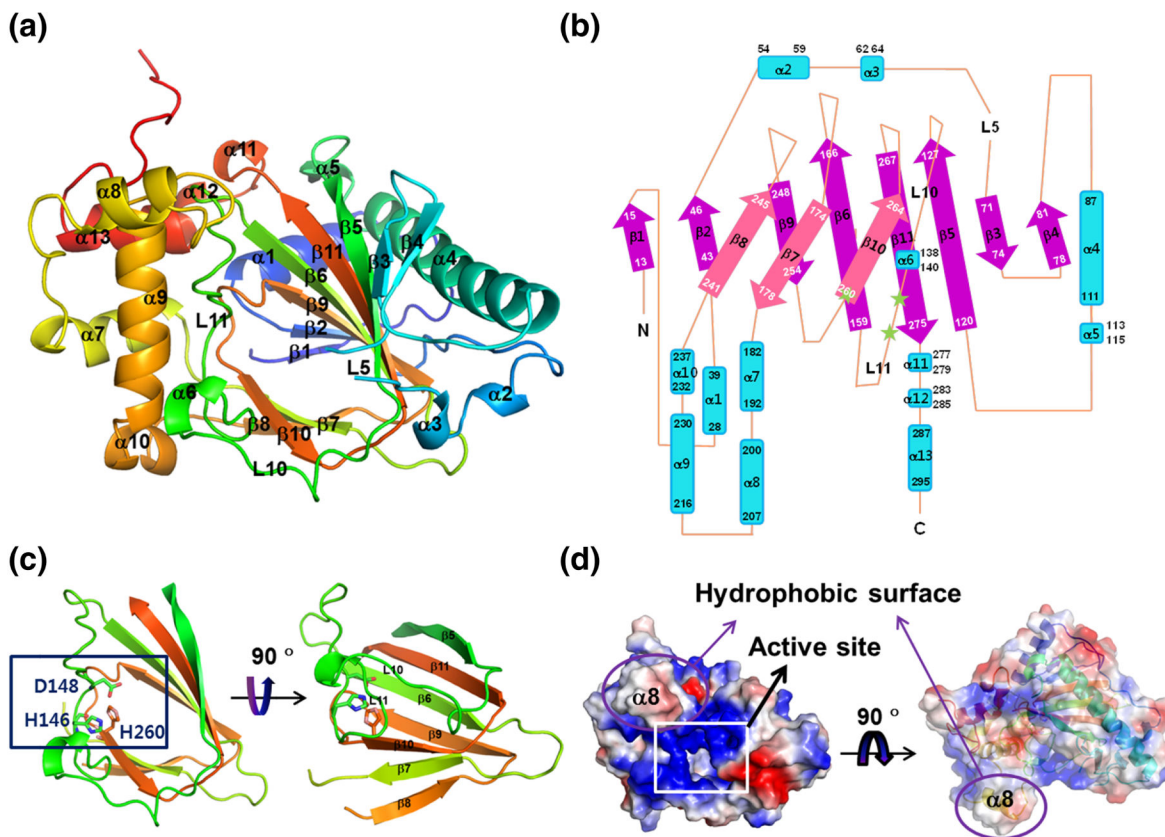 (a)
α8
α12
α11
α5
α13
β5
β4
β3
α4
α1
β11
β6
α9
β9
L11
β2
α7
β1
L5
α2
α6
α3
β8
β7
β10
α10
L10
(b)
54 59 62 64
α2 α3
L5
15 β1 13
46 β2 43
245 β8 241
248 β9 254
174 β7 178
166 β6 159
264 β10 260
267 L10 β11 275
α6 138
140
127 β5 120
71 β3 74
81 β4 78
87 α4 111
α5 113
115
N
237 α10 232
39 α1 28
182 α7 192
L11
α11 277
279
α12 283
285
230 α9 216
200 α8 207
287 α13 295
C
(c)
90 °
D148
H146
H260
β5
L10
β11
β6
L11
β9
β10
β7
β8
(d)
Hydrophobic surface
Active site
α8
90 °
α8